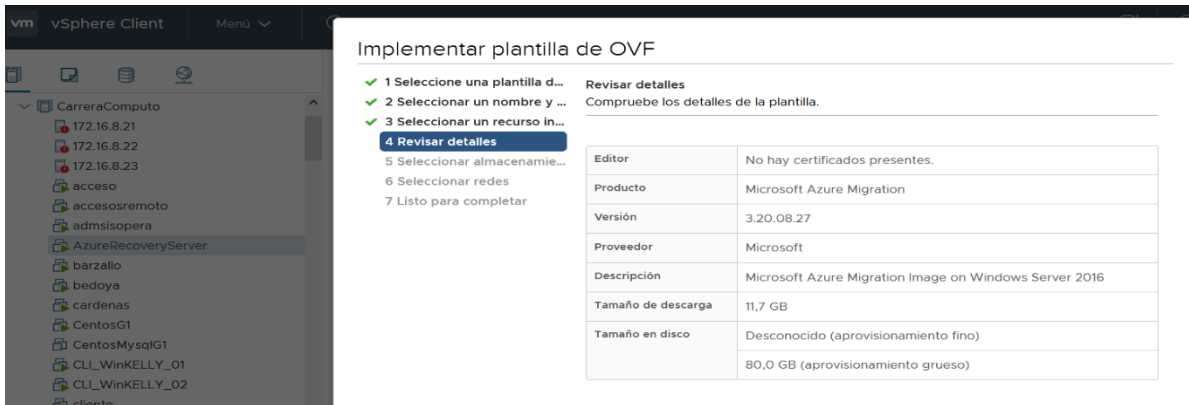 vm vSphere Client Menú
Implementar plantilla de OVF
CarreraComputo
172.16.8.21
172.16.8.22
172.16.8.23
acceso
accesosremoto
admsisopera
AzureRecoveryServer
barzallo
bedoya
cardenas
CentosG1
CentosMysqlG1
CLI_WinKELLY_01
CLI_WinKELLY_02
cliente
1 Seleccione una plantilla d...
2 Seleccionar un nombre y ...
3 Seleccionar un recurso in...
4 Revisar detalles
5 Seleccionar almacenamie...
6 Seleccionar redes
7 Listo para completar
Revisar detalles
Compruebe los detalles de la plantilla.
Editor No hay certificados presentes.
Producto Microsoft Azure Migration
Versión 3.20.08.27
Proveedor Microsoft
Descripción Microsoft Azure Migration Image on Windows Server 2016
Tamaño de descarga 11,7 GB
Tamaño en disco Desconocido (aprovisionamiento fino)
80,0 GB (aprovisionamiento grueso)